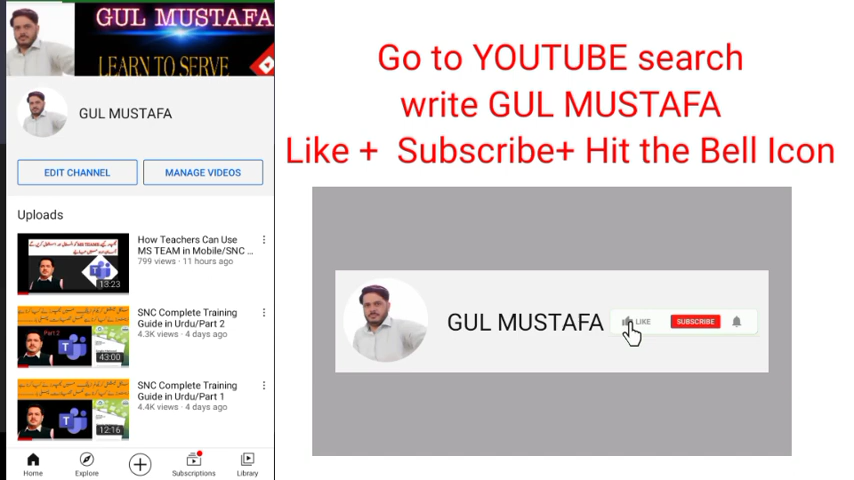 GUL MUSTAFA
LEARN TO SERVE
GUL MUSTAFA
EDIT CHANNEL
MANAGE VIDEOS
Uploads
13:23
How Teachers Can Use
MS TEAM in Mobile/SNC ...
799 views · 11 hours ago
Part 2
43:00
SNC Complete Training
Guide in Urdu/Part 2
4.3K views · 4 days ago
12:16
SNC Complete Training
Guide in Urdu/Part 1
4.4K views · 4 days ago
Home
Explore
Subscriptions
Library
Go to YOUTUBE search
write GUL MUSTAFA
Like + Subscribe+ Hit the Bell Icon
GUL MUSTAFA
LIKE
SUBSCRIBE